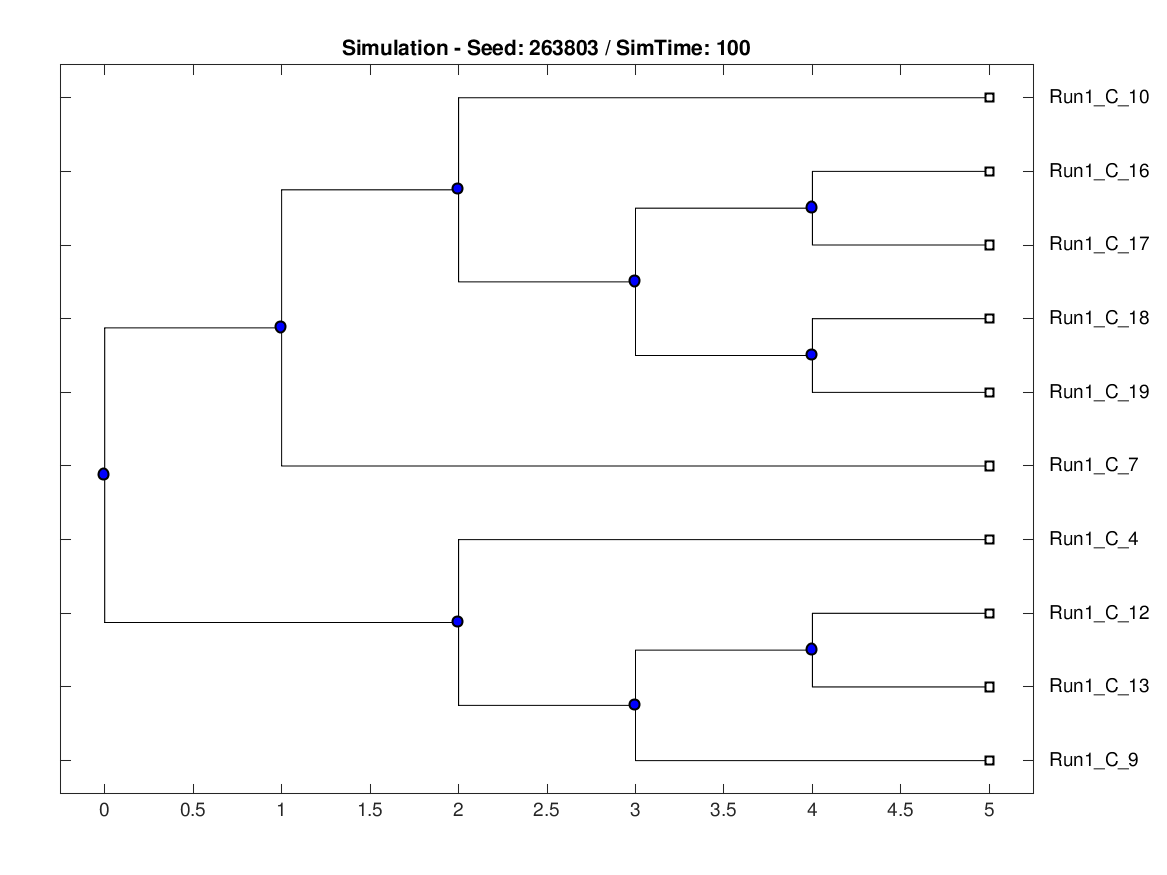 Simulation - Seed: 263803 / SimTime: 100
Run1_C_10
Run1_C_16
Run1_C_17
Run1_C_18
Run1_C_19
Run1_C_7
Run1_C_4
Run1_C_12
Run1_C_13
Run1_C_9
0 0.5 1 1.5 2 2.5 3 3.5 4 4.5 5